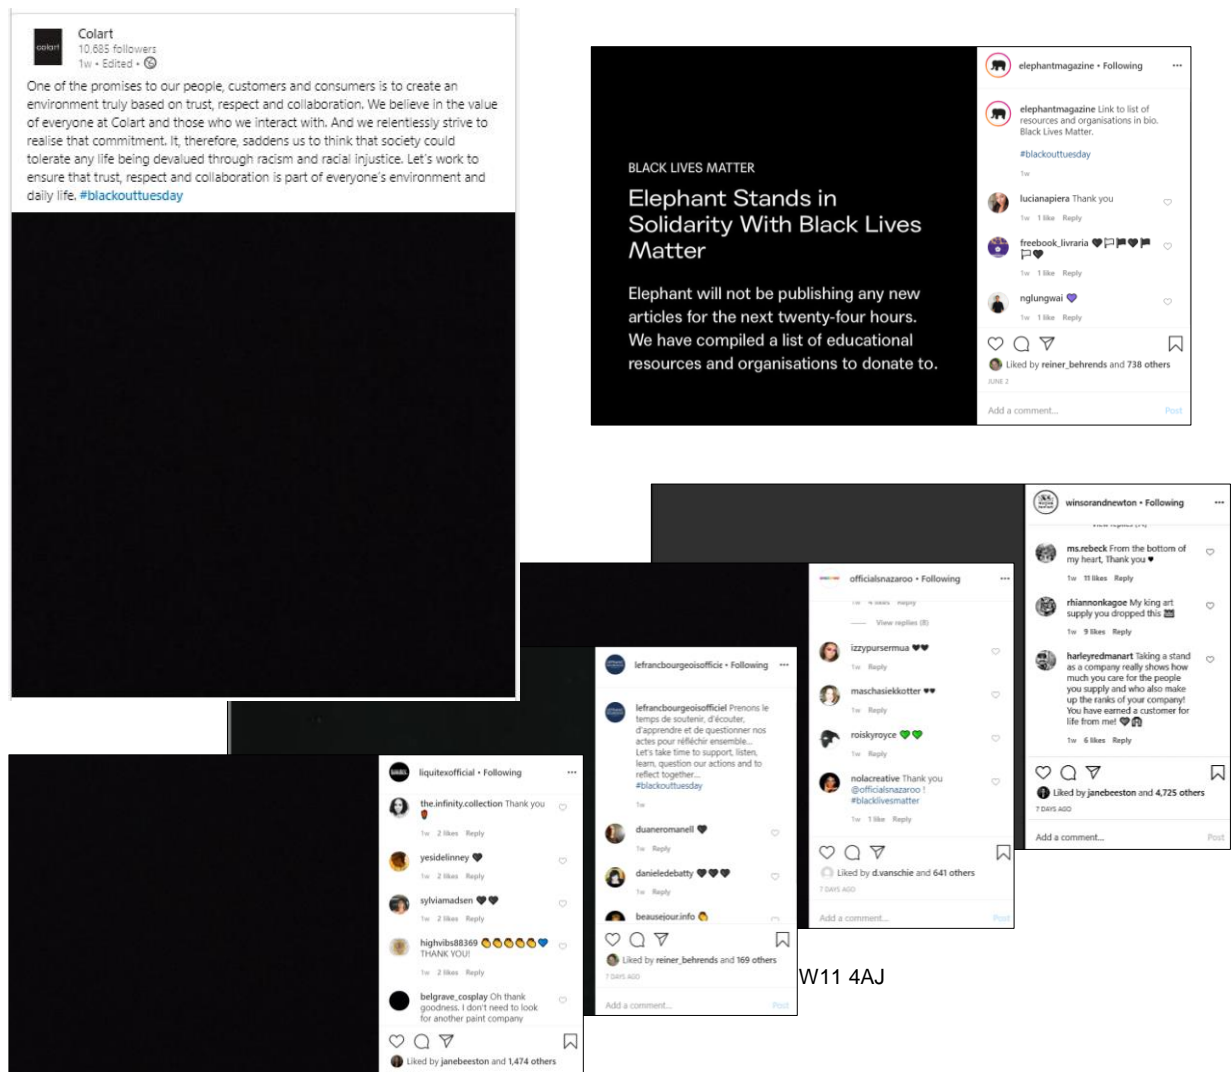 colart
Colart
10,685 followers
1w • Edited •
One of the promises to our people, customers and consumers is to create an
environment truly based on trust, respect and collaboration. We believe in the value
of everyone at Colart and those who we interact with. And we relentlessly strive to
realise that commitment. It, therefore, saddens us to think that society could
tolerate any life being devalued through racism and racial injustice. Let's work to
ensure that trust, respect and collaboration is part of everyone's environment and
daily life. #blackouttuesday
BLACK LIVES MATTER
Elephant Stands in
Solidarity With Black Lives
Matter
Elephant will not be publishing any new
articles for the next twenty-four hours.
We have compiled a list of educational
resources and organisations to donate to.
elephantmagazine • Following
elephantmagazine Link to list of
resources and organisations in bio.
Black Lives Matter.
#blackouttuesday
1w
lucianapiera Thank you
1w 1 like Reply
freebook_livraria
1w 1 like Reply
nglungwai
1w 1 like Reply
Liked by reiner_behrends and 738 others
JUNE 2
Add a comment... Post
winsorandnewton • Following
ms.rebeck From the bottom of
my heart, Thank you ♥
1w 11 likes Reply
rhiannonkagoe My king art
supply you dropped this
1w 9 likes Reply
harleyredmanart Taking a stand
as a company really shows how
much you care for the people
you supply and who also make
up the ranks of your company!
You have earned a customer for
life from me!
1w 6 likes Reply
Liked by janebeeston and 4,725 others
7 DAYS AGO
Add a comment... Post
officialsnazaroo • Following
View replies (8)
izzypursermua
1w Reply
maschasiekkotter
1w Reply
roiskyroyce
1w Reply
nolacreative Thank you
@officialsnazaroo !
#blacklivesmatter
1w 1 like Reply
Liked by d.vanschie and 641 others
7 DAYS AGO
Add a comment... Post
lefrancbourgeoisofficie • Following
lefrancbourgeoisofficiel Prenons le
temps de soutenir, d'écouter,
d'apprendre et de questionner nos
actes pour réfléchir ensemble...
Let's take time to support, listen,
learn, question our actions and to
reflect together...
#blackouttuesday
1w
duaneromanell
1w Reply
danieledebatty
1w Reply
beausejour.info
Liked by reiner_behrends and 169 others
7 DAYS AGO
Add a comment... Post
liquitexofficial • Following
the.infinity.collection Thank you
1w 2 likes Reply
yesidelinney
1w 2 likes Reply
sylviamadsen
1w 2 likes Reply
highvibs88369
THANK YOU!
1w 2 likes Reply
belgrave_cosplay Oh thank
goodness. I don't need to look
for another paint company
Liked by janebeeston and 1,474 others
W11 4AJ